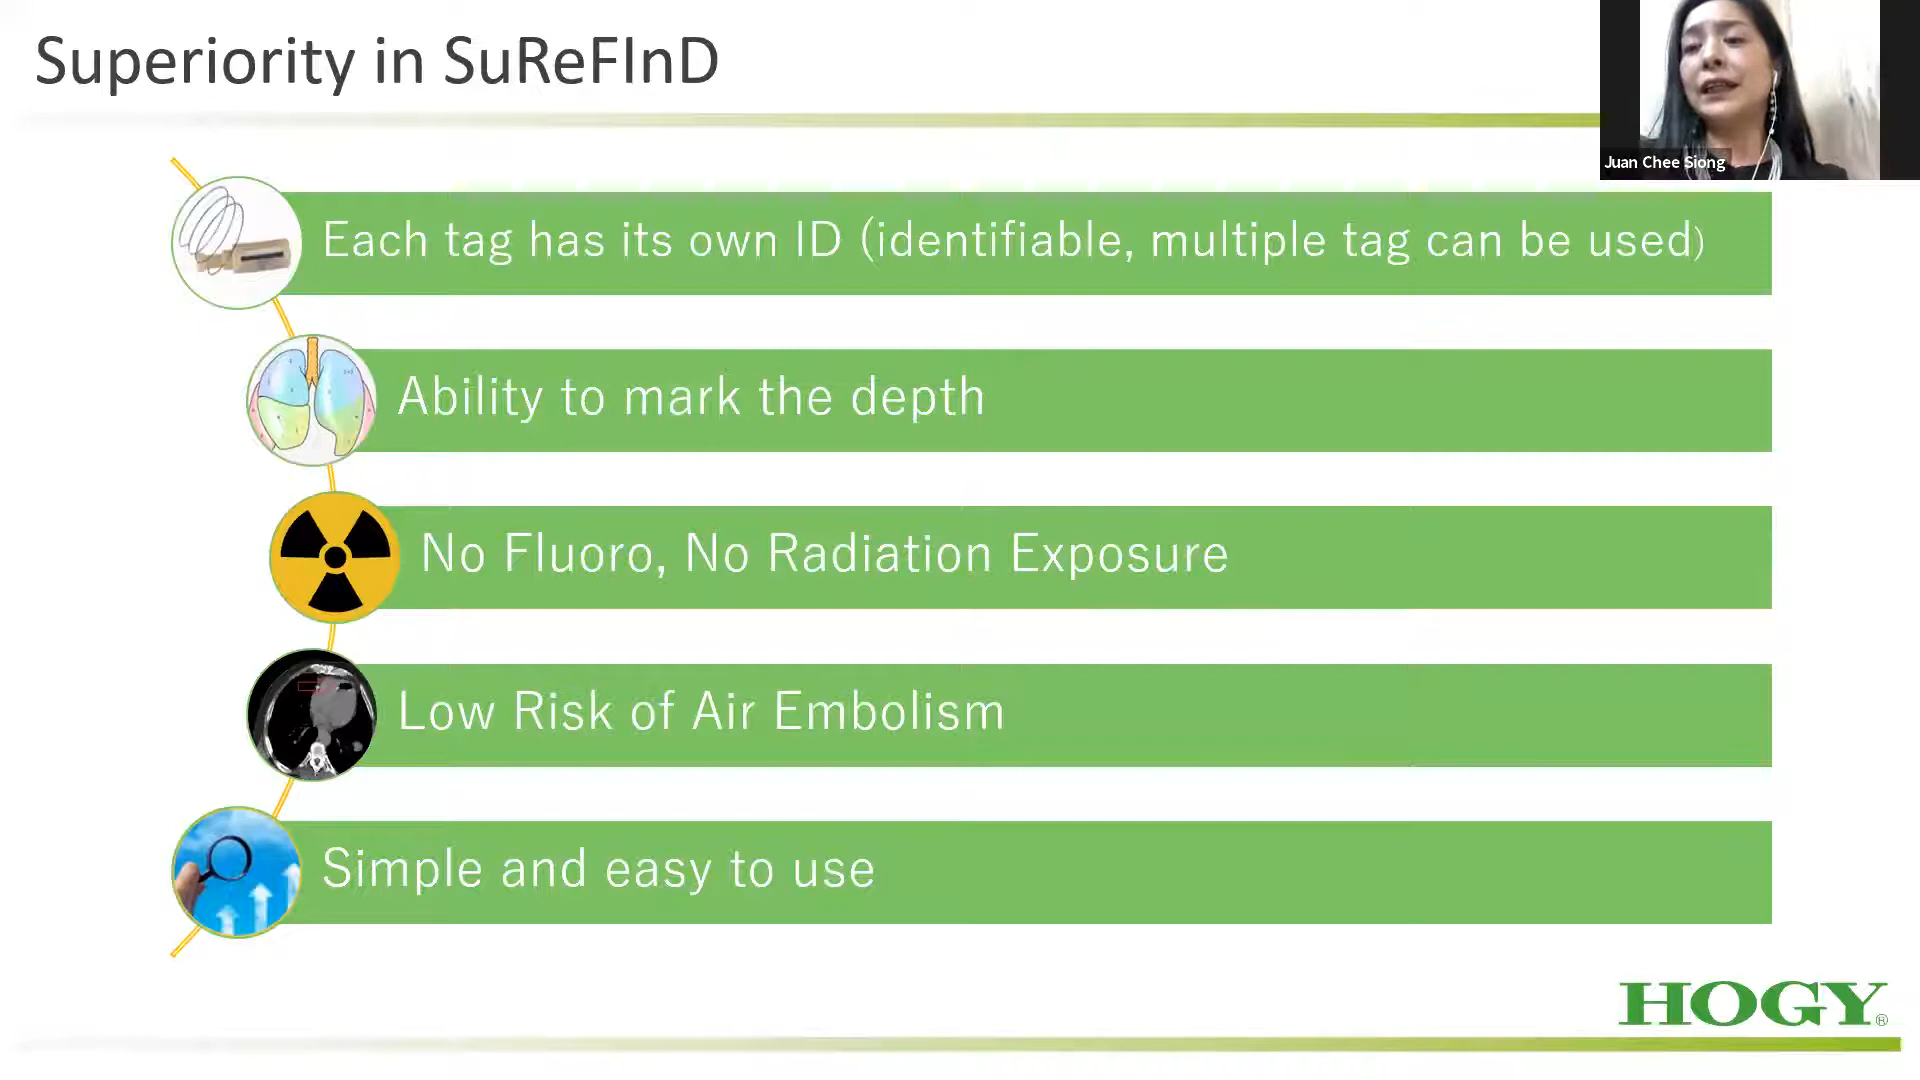 Superiority in SuReFInD
Juan Chee Siong
Each tag has its own ID (identifiable, multiple tag can be used)
Ability to mark the depth
No Fluoro, No Radiation Exposure
Low Risk of Air Embolism
Simple and easy to use
HOGY®